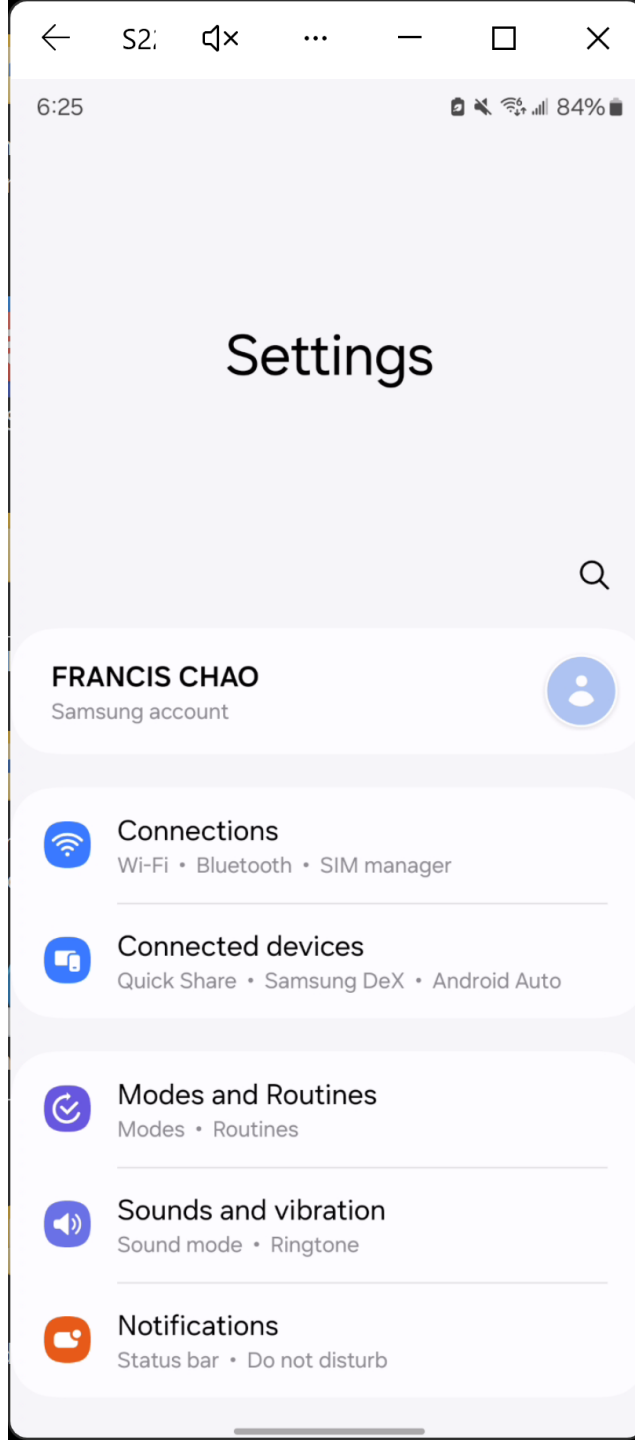 S22
6:25
84%
Settings
FRANCIS CHAO
Samsung account
Connections
Wi-Fi • Bluetooth • SIM manager
Connected devices
Quick Share • Samsung DeX • Android Auto
Modes and Routines
Modes • Routines
Sounds and vibration
Sound mode • Ringtone
Notifications
Status bar • Do not disturb